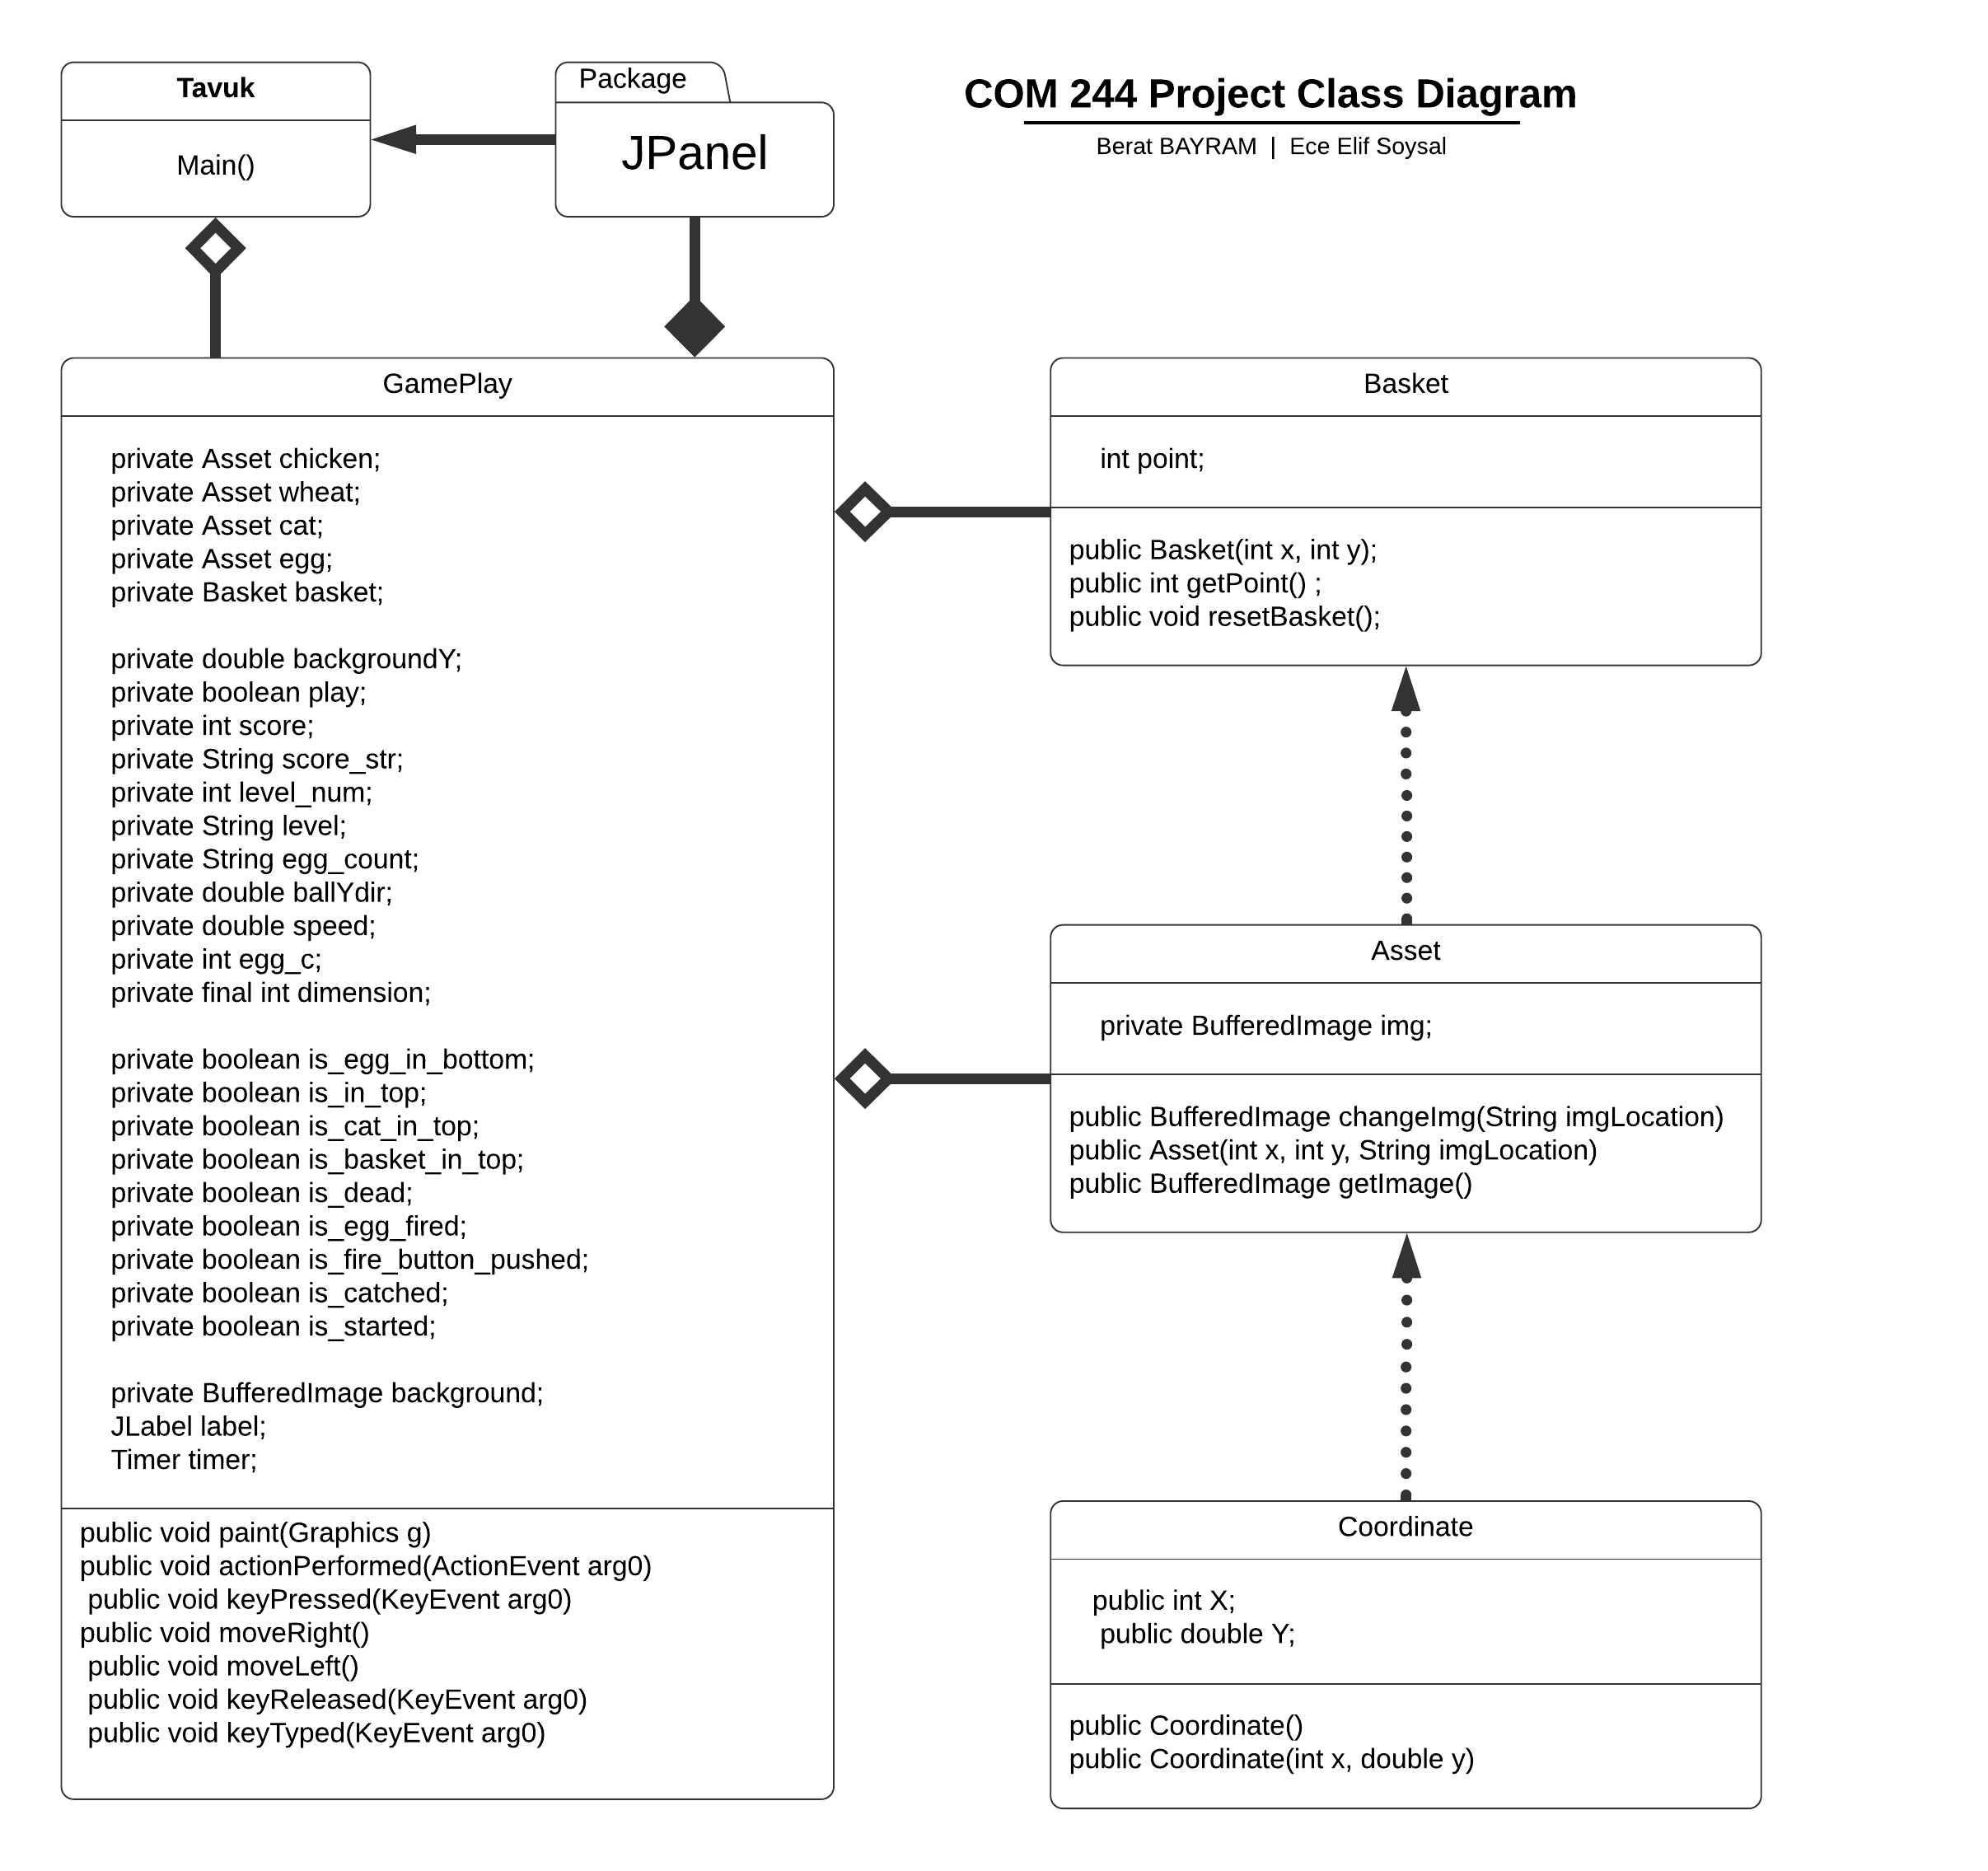 COM 244 Project Class Diagram
Berat BAYRAM | Ece Elif Soysal
Tavuk
Main()
Package
JPanel
GamePlay
private Asset chicken;
private Asset wheat;
private Asset cat;
private Asset egg;
private Basket basket;
private double backgroundY;
private boolean play;
private int score;
private String score_str;
private int level_num;
private String level;
private String egg_count;
private double ballYdir;
private double speed;
private int egg_c;
private final int dimension;
private boolean is_egg_in_bottom;
private boolean is_in_top;
private boolean is_cat_in_top;
private boolean is_basket_in_top;
private boolean is_dead;
private boolean is_egg_fired;
private boolean is_fire_button_pushed;
private boolean is_catched;
private boolean is_started;
private BufferedImage background;
JLabel label;
Timer timer;
public void paint(Graphics g)
public void actionPerformed(ActionEvent arg0)
public void keyPressed(KeyEvent arg0)
public void moveRight()
public void moveLeft()
public void keyReleased(KeyEvent arg0)
public void keyTyped(KeyEvent arg0)
Basket
int point;
public Basket(int x, int y);
public int getPoint() ;
public void resetBasket();
Asset
private BufferedImage img;
public BufferedImage changeImg(String imgLocation)
public Asset(int x, int y, String imgLocation)
public BufferedImage getImage()
Coordinate
public int X;
public double Y;
public Coordinate()
public Coordinate(int x, double y)